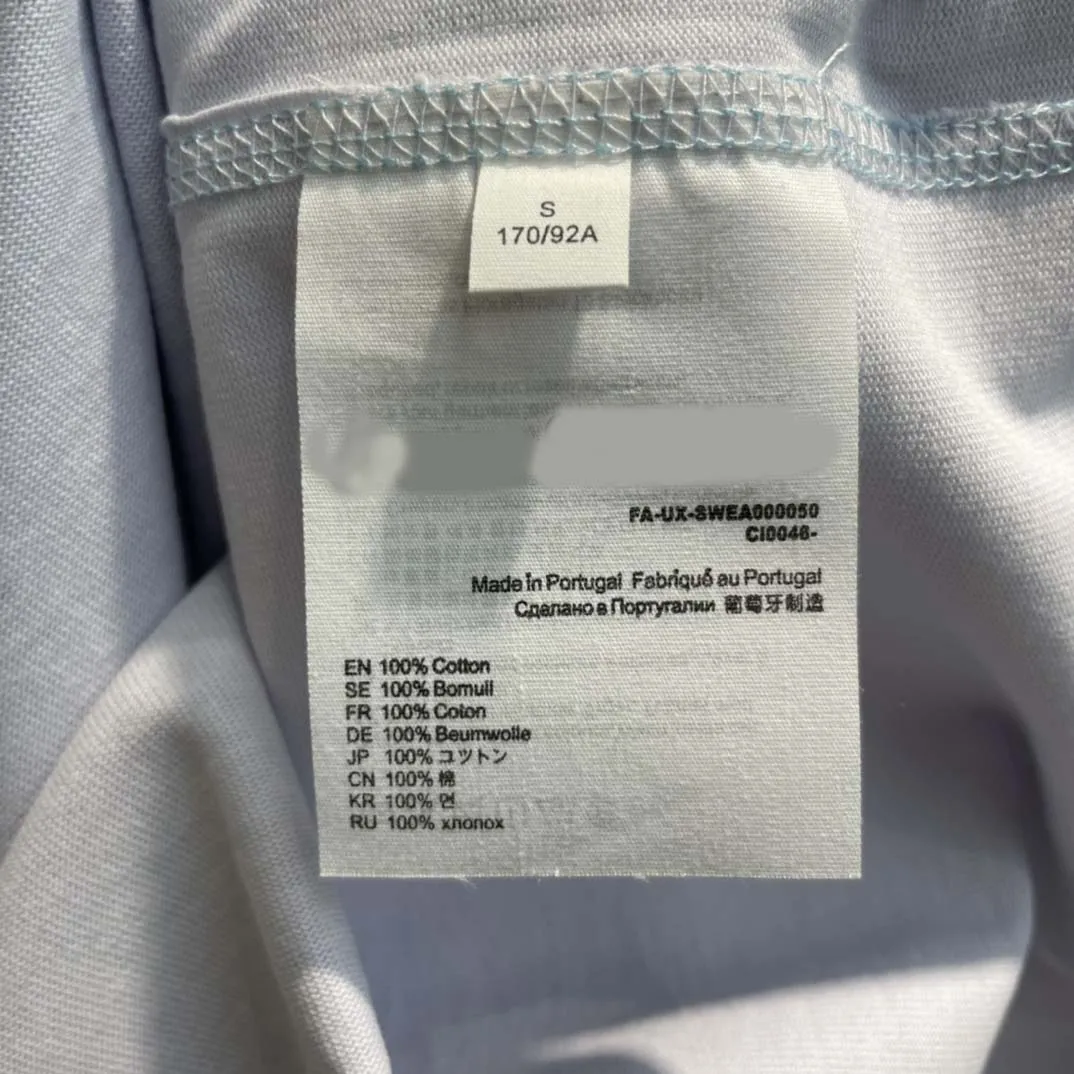 S
170/92A
FA-UX-SWEA000050
CI0046-
Made in Portugal Fabriqué au Portugal
Сделано в Португалии 葡萄牙制造
EN 100% Cotton
SE 100% Bomull
FR 100% Coton
DE 100% Beumwolle
JP 100% コットン
CN 100% 棉
KR 100% 면
RU 100% хлопох